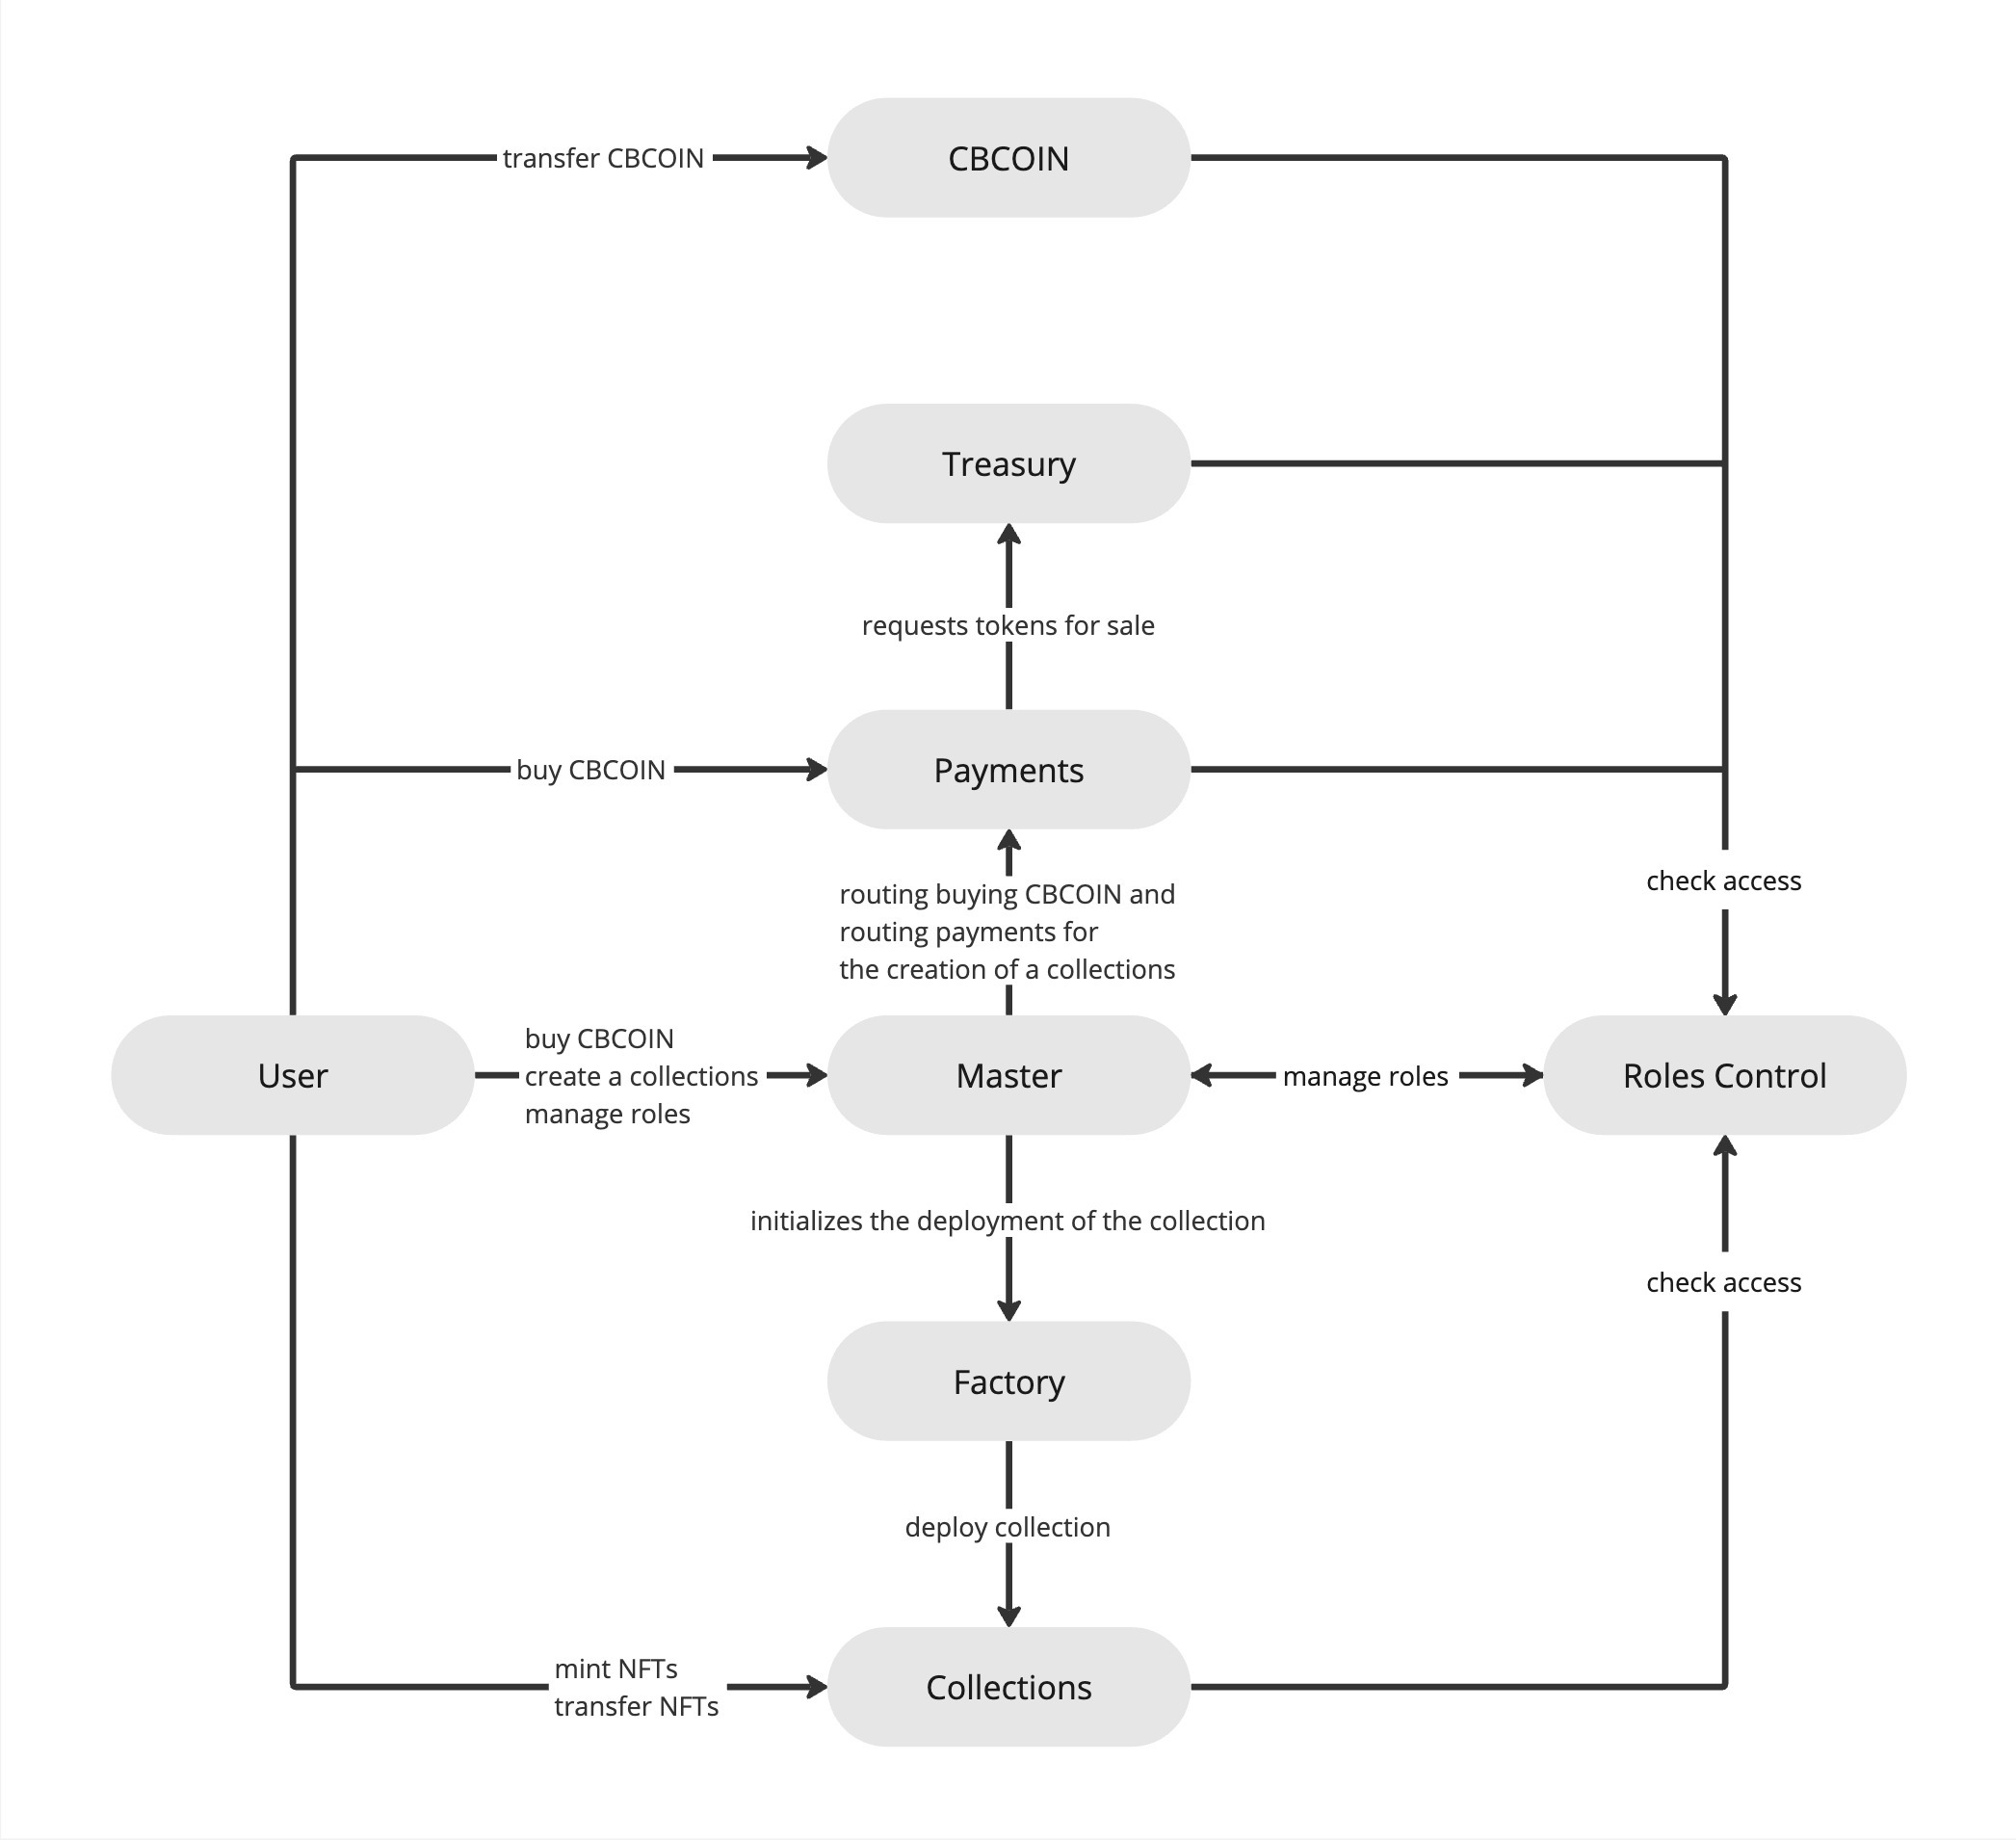 transfer CBCOIN
CBCOIN
Treasury
requests tokens for sale
buy CBCOIN
Payments
routing buying CBCOIN and
routing payments for
the creation of a collections
check access
User
buy CBCOIN
create a collections
manage roles
Master
manage roles
Roles Control
initializes the deployment of the collection
check access
Factory
deploy collection
mint NFTs
transfer NFTs
Collections